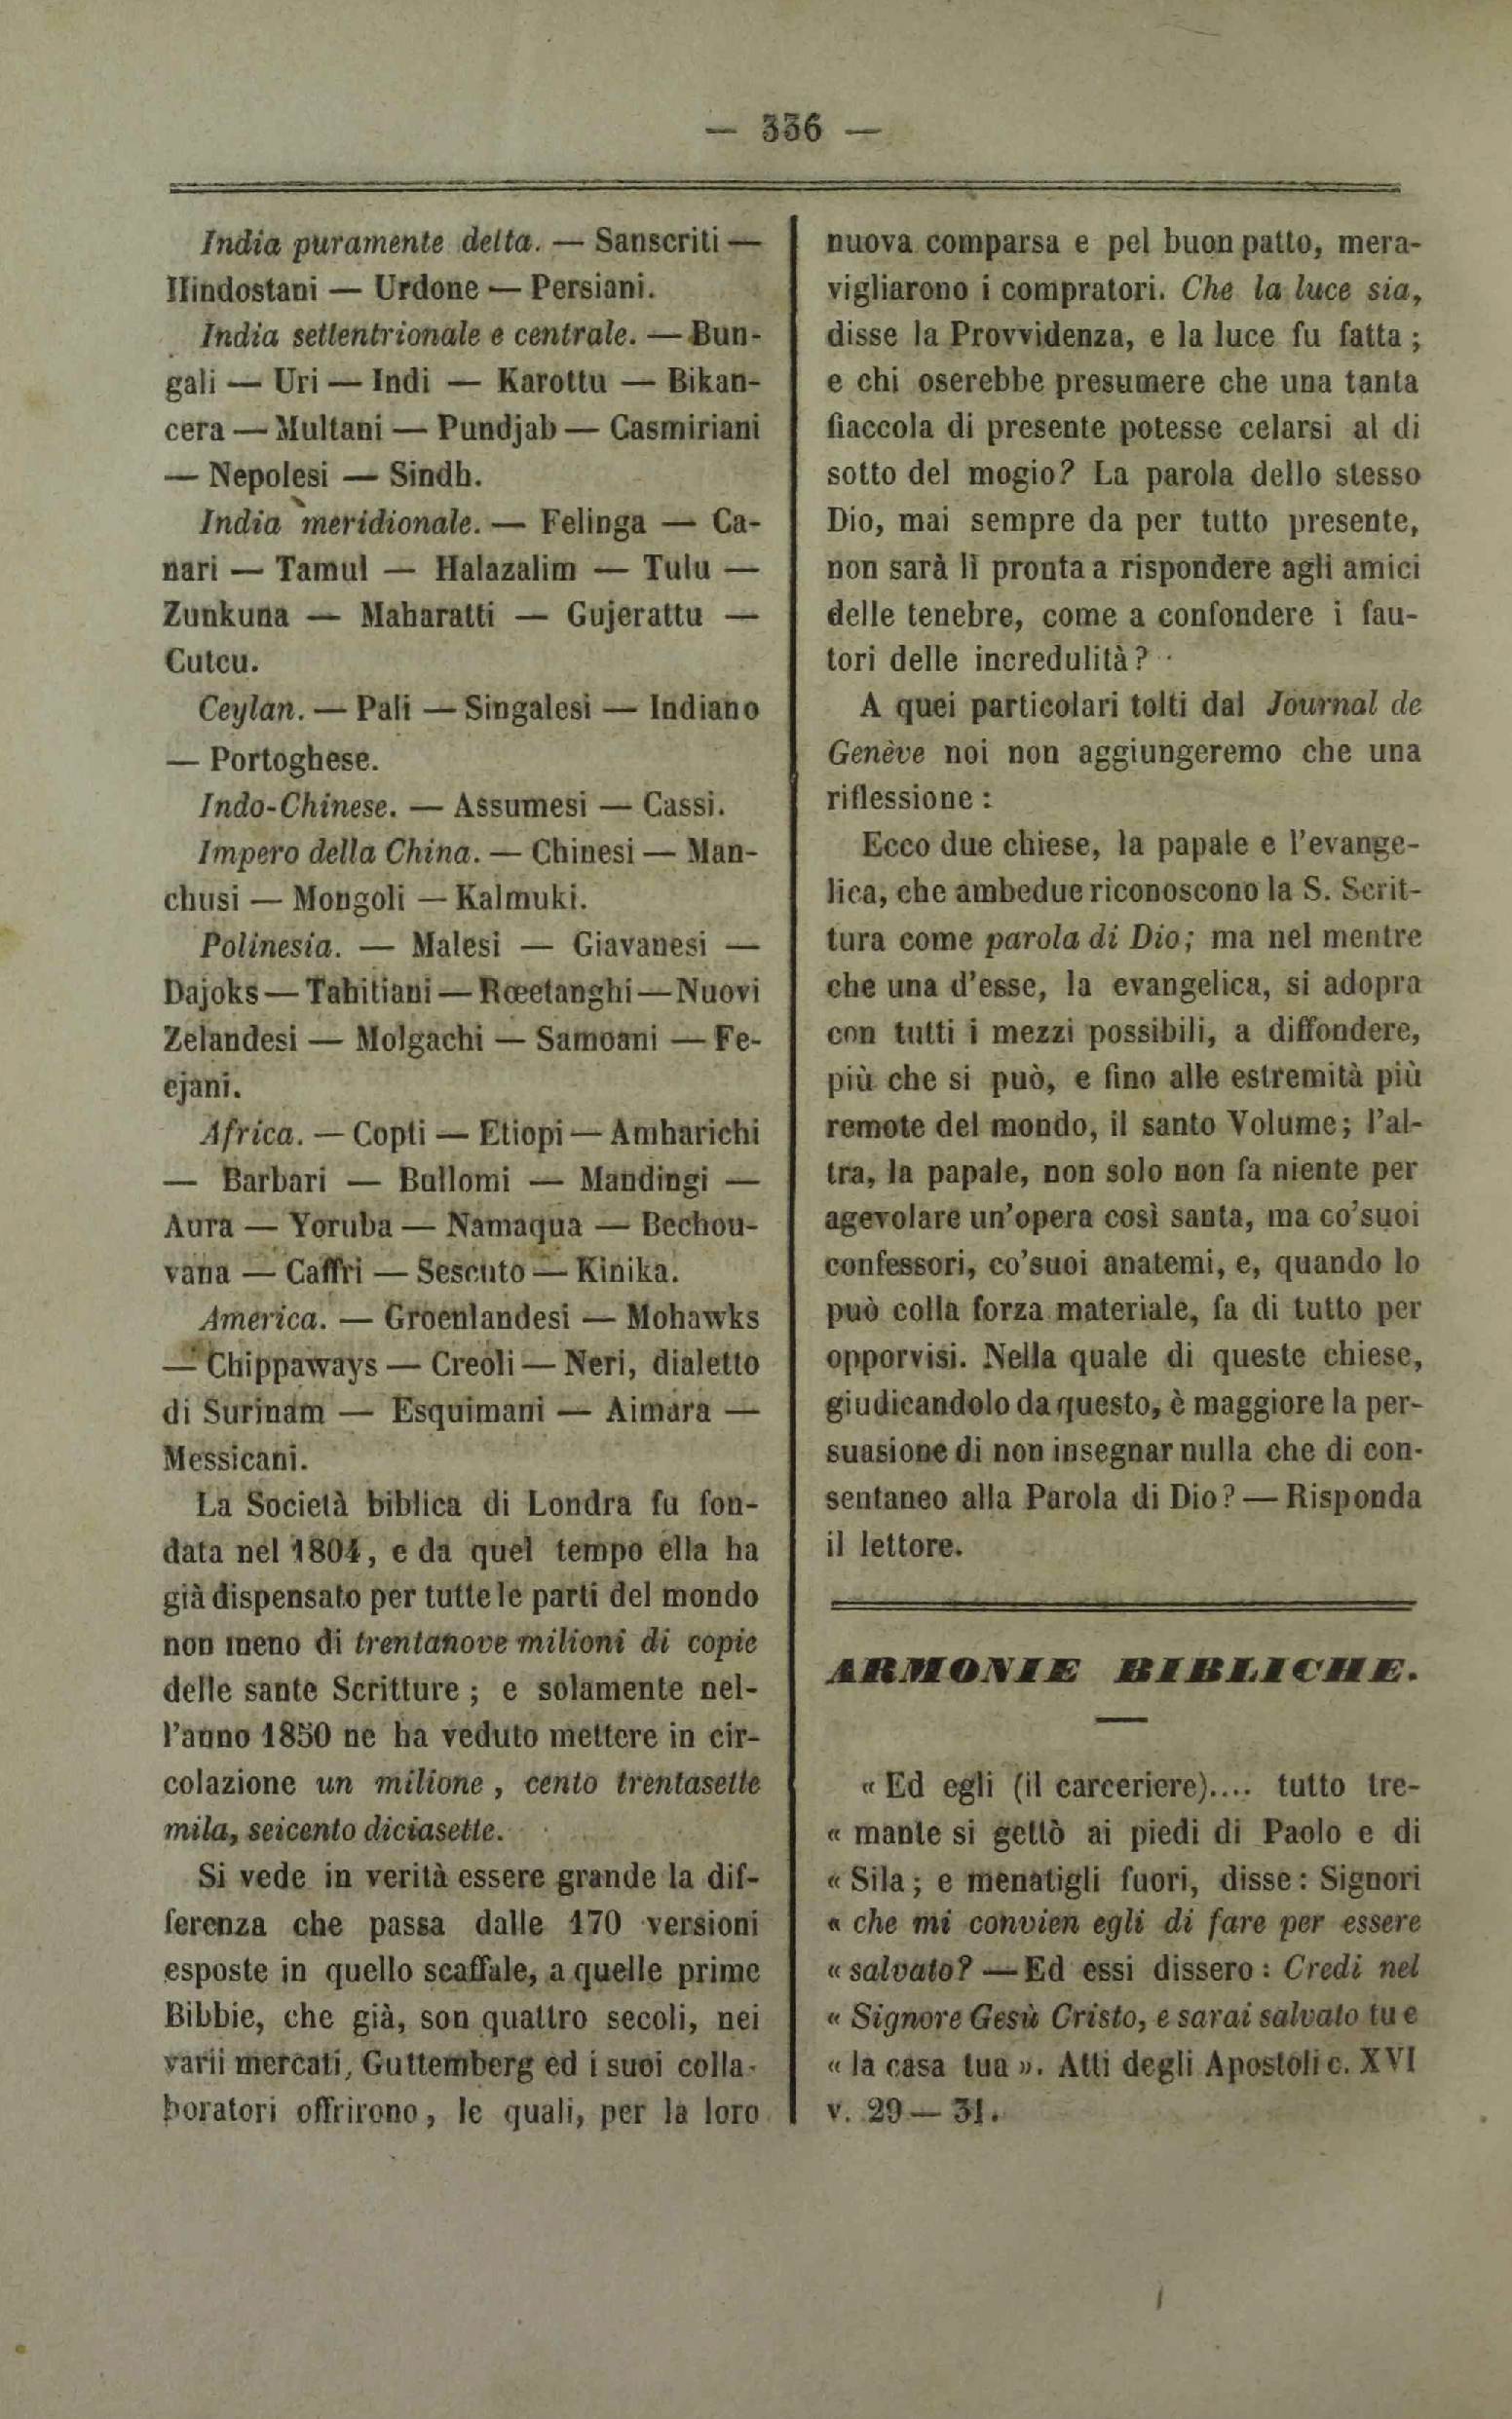 — 336 —
India puramente detta. — Sanscriti —
Hindostani — Urdone — Persiani.
India settentrionale e centrale. — Bun-
gali — Uri — Indi — Karottu — Bikan-
cera — Multani — Pundjab — Casmiriani
— Nepolesi — Sindh.
India meridionale. — Felinga — Ca-
nari — Tamul — Halazalim — Tulu —
Zunkuna — Maharatti — Gujerattu —
Cutcu.
Ceylan. — Pali — Singalesi — Indiano
— Portoghese.
Indo-Chinese. — Assumesi — Cassi.
Impero della China. — Chinesi — Man-
chusi — Mongoli — Kalmuki.
Polinesia. — Malesi — Giavanesi —
Dajoks — Tahitiani — Rœetanghi — Nuovi
Zelandesi — Molgachi — Samoani — Fe-
ejani.
Africa. — Copti — Etiopi — Amharichi
— Barbari — Bullomi — Mandingi —
Aura — Yoruba — Namaqua — Bechou-
vana — Caffri — Sescuto — Kinika.
America. — Groenlandesi — Mohawks
— Chippaways — Creoli — Neri, dialetto
di Surinam — Esquimani — Aimara —
Messicani.
La Società biblica di Londra fu fon-
data nel 1804, e da quel tempo ella ha
già dispensato per tutte le parti del mondo
non meno di trentanove milioni di copie
delle sante Scritture ; e solamente nel-
l'anno 1850 ne ha veduto mettere in cir-
colazione un milione , cento trentasette
mila, seicento diciasette.
Si vede in verità essere grande la dif-
ferenza che passa dalle 170 versioni
esposte in quello scaffale, a quelle prime
Bibbie, che già, son quattro secoli, nei
varii mercati, Guttemberg ed i suoi colla-
boratori offrirono, le quali, per la loro
nuova comparsa e pel buon patto, mera-
vigliarono i compratori. Che la luce sia,
disse la Provvidenza, e la luce fu fatta ;
e chi oserebbe presumere che una tanta
fiaccola di presente potesse celarsi al di
sotto del mogio? La parola dello stesso
Dio, mai sempre da per tutto presente,
non sarà lì pronta a rispondere agli amici
delle tenebre, come a confondere i fau-
tori delle incredulità?
A quei particolari tolti dal Journal de
Genève noi non aggiungeremo che una
riflessione :
Ecco due chiese, la papale e l'evange-
lica, che ambedue riconoscono la S. Scrit-
tura come parola di Dio; ma nel mentre
che una d'esse, la evangelica, si adopra
con tutti i mezzi possibili, a diffondere,
più che si può, e fino alle estremità più
remote del mondo, il santo Volume; l'al-
tra, la papale, non solo non fa niente per
agevolare un'opera così santa, ma co'suoi
confessori, co'suoi anatemi, e, quando lo
può colla forza materiale, fa di tutto per
opporvisi. Nella quale di queste chiese,
giudicandolo da questo, è maggiore la per-
suasione di non insegnar nulla che di con-
sentaneo alla Parola di Dio? — Risponda
il lettore.
ARMONIE BIBLICHE.
« Ed egli (il carceriere).... tutto tre-
« mante si gettò ai piedi di Paolo e di
« Sila ; e menatigli fuori, disse : Signori
« che mi convien egli di fare per essere
« salvato? — Ed essi dissero : Credi nel
« Signore Gesù Cristo, e sarai salvato tu e
« la casa tua ». Atti degli Apostoli c. XVI
v. 29 — 31.